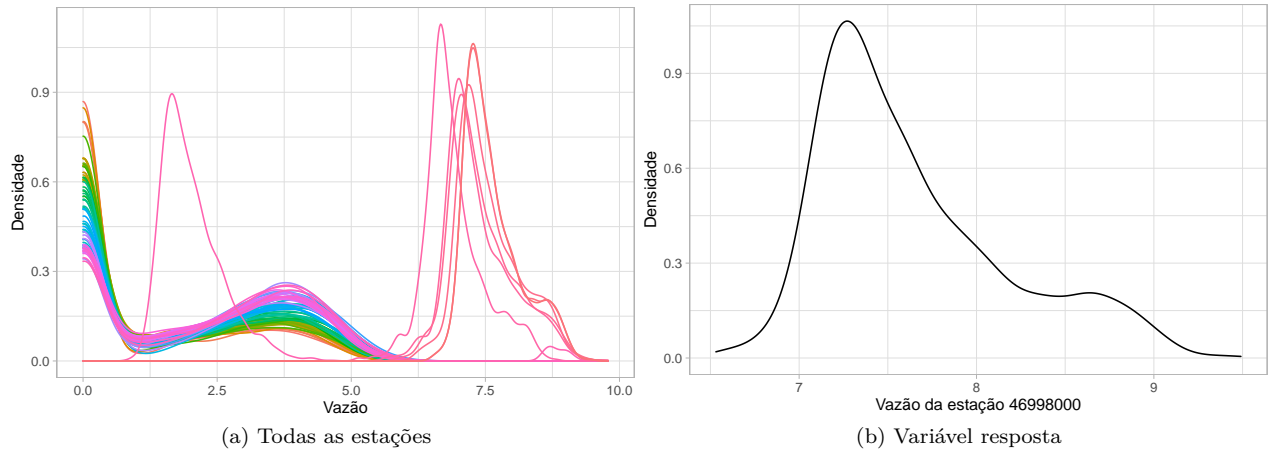 Densidade
0.9
0.6
0.3
0.0
0.0
2.5
5.0
7.5
10.0
Vazão
(a) Todas as estações
Densidade
0.9
0.6
0.3
0.0
7
8
9
Vazão da estação 46998000
(b) Variável resposta